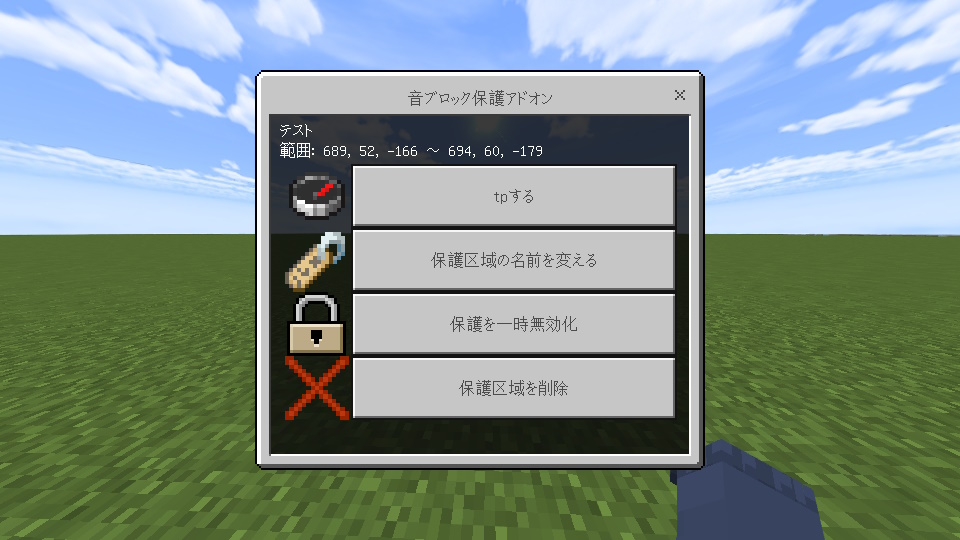 音ブロック保護アドオン
テスト
範囲: 689, 52, -166 ～ 694, 60, -179
tpする
保護区域の名前を変える
保護を一時無効化
保護区域を削除